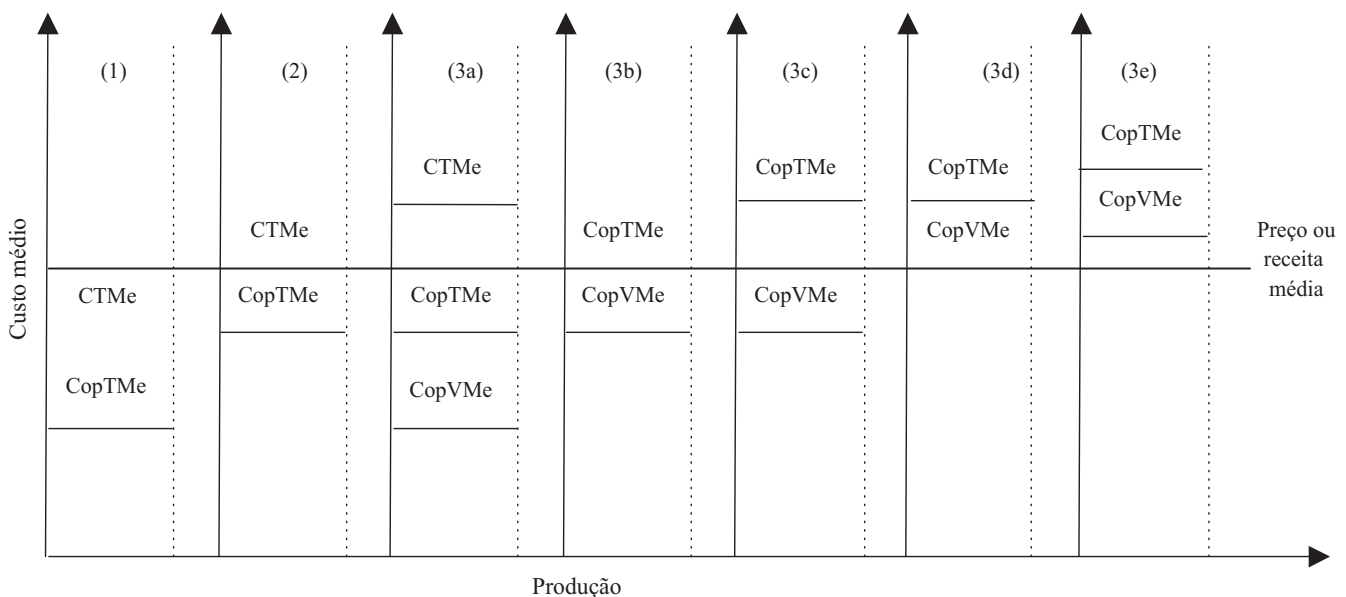 (1)
(2)
(3a)
(3b)
(3c)
(3d)
(3e)
CopTMe
CTMe
CopTMe
CopTMe
CopVMe
CTMe
CopTMe
CopVMe
Preço ou
receita
média
CTMe
CopTMe
CopTMe
CopVMe
CopVMe
CopTMe
CopVMe
Custo médio
Produção